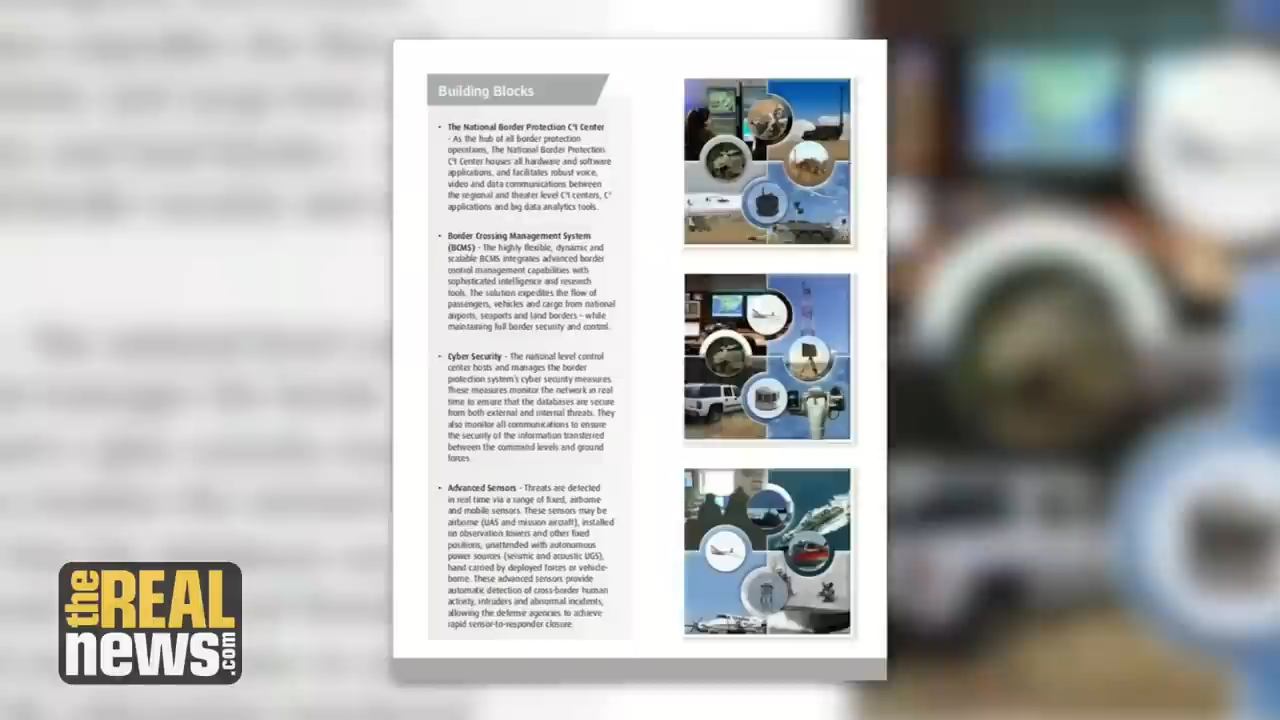 Building Blocks
• The National Border Protection C⁴I Center
- As the hub of all border protection
operations, The National Border Protection
C⁴I Center houses all hardware and software
applications, and facilitates robust voice,
video and data communications between
the regional and theater level C⁴I centers, C⁴
applications and big data analytics tools.
• Border Crossing Management System
(BCMS) - The highly flexible, dynamic and
scalable BCMS integrates advanced border
control management capabilities with
sophisticated intelligence and research
tools. The solution expedites the flow of
passengers, vehicles and cargo from national
airports, seaports and land borders - while
maintaining full border security and control.
• Cyber Security - The national level control
center hosts and manages the border
protection system's cyber security measures.
These measures monitor the network in real
time to ensure that the databases are secure
from both external and internal threats. They
also monitor all communications to ensure
the security of the information transferred
between the command levels and ground
forces.
• Advanced Sensors - Threats are detected
in real time via a range of fixed, airborne
and mobile sensors. These sensors may be
airborne (UAS and mission aircraft), installed
on observation towers and other fixed
positions, unattended with autonomous
power sources (seismic and acoustic UGS),
hand carried by deployed forces or vehicle-
borne. These advanced sensors provide
automatic detection of cross-border human
activity, intruders and abnormal incidents,
allowing the defense agencies to achieve
rapid sensor-to-responder closure.
the REAL
news.com